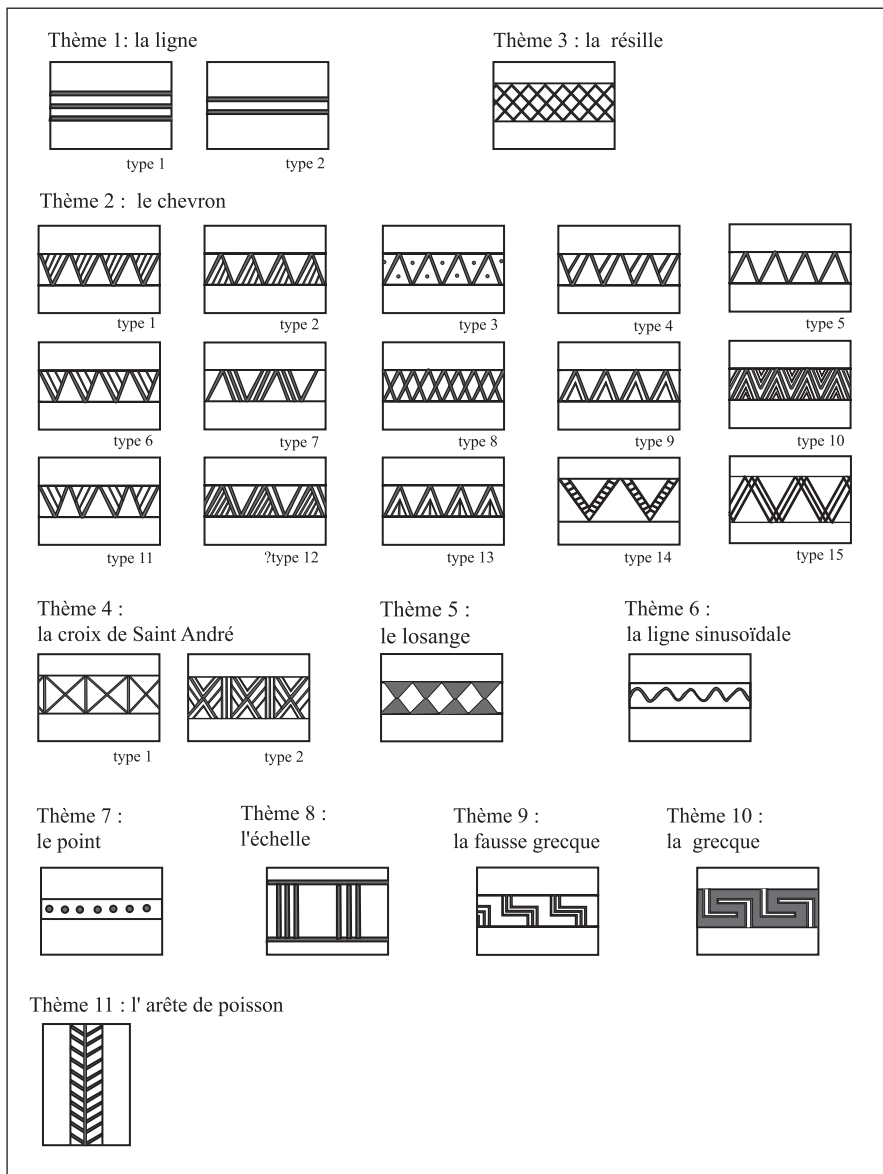 Thème 1: la ligne
Thème 3 : la résille
type 1
type 2
Thème 2 : le chevron
type 1
type 2
type 3
type 4
type 5
type 6
type 7
type 8
type 9
type 10
type 11
?type 12
type 13
type 14
type 15
Thème 4 :
la croix de Saint André
Thème 5 :
le losange
Thème 6 :
la ligne sinusoïdale
type 1
type 2
Thème 7 :
le point
Thème 8 :
l'échelle
Thème 9 :
la fausse grecque
Thème 10 :
la grecque
Thème 11 : l' arête de poisson